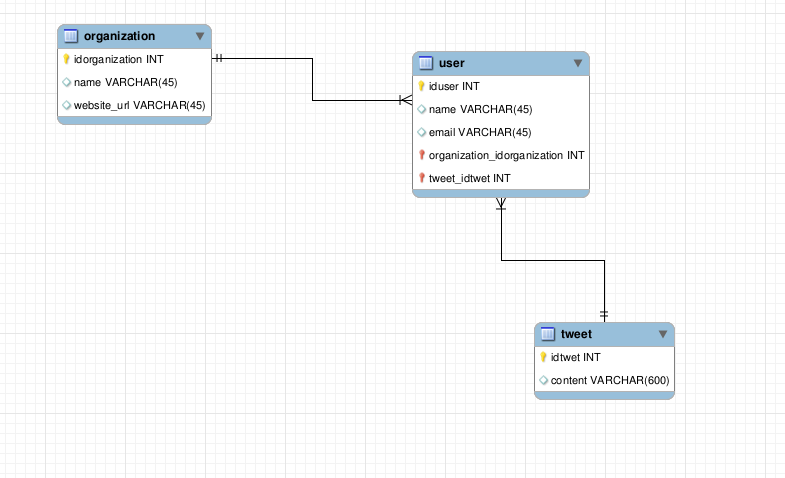 organization
idorganization INT
name VARCHAR(45)
website_url VARCHAR(45)
user
iduser INT
name VARCHAR(45)
email VARCHAR(45)
organization_idorganization INT
tweet_idtwet INT
tweet
idtwet INT
content VARCHAR(600)